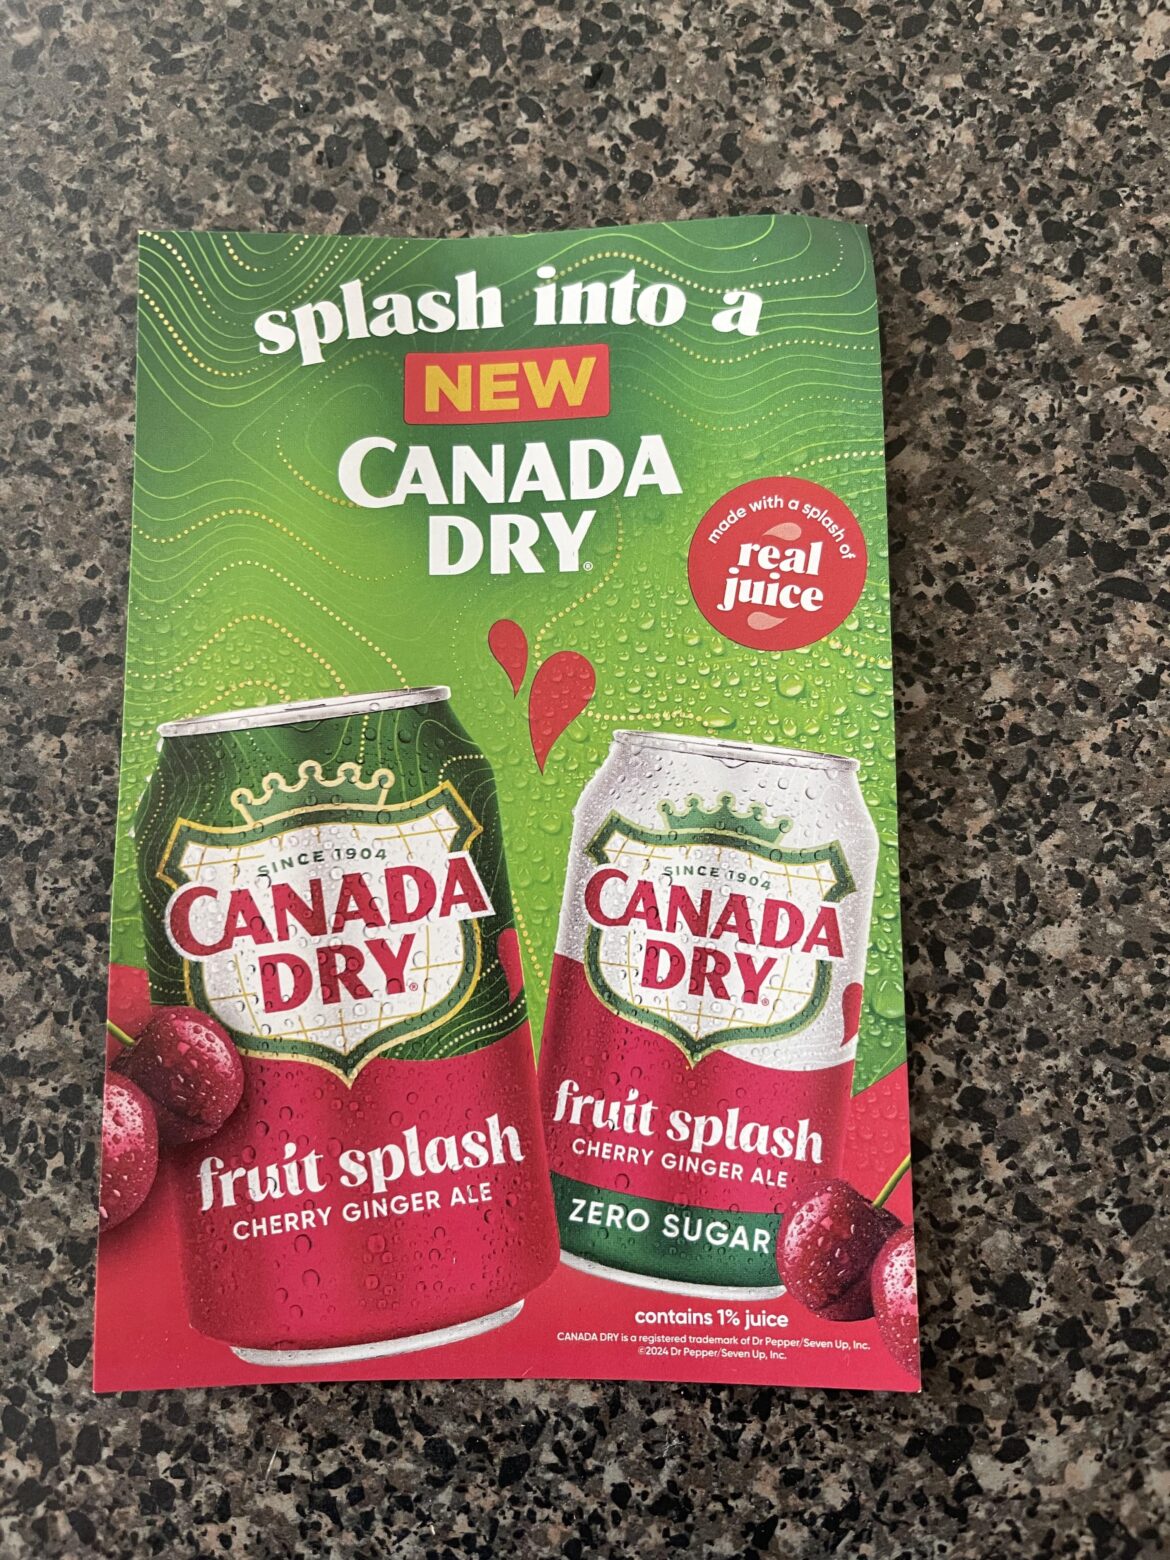 splash into a
NEW
CANADA
DRY®
made with a splash of
real
juice
SINCE 1904
CANADA
DRY®
fruit splash
CHERRY GINGER ALE
SINCE 1904
CANADA
DRY®
fruit splash
CHERRY GINGER ALE
ZERO SUGAR
contains 1% juice
CANADA DRY is a registered trademark of Dr Pepper/Seven Up, Inc.
©2024 Dr Pepper/Seven Up, Inc.